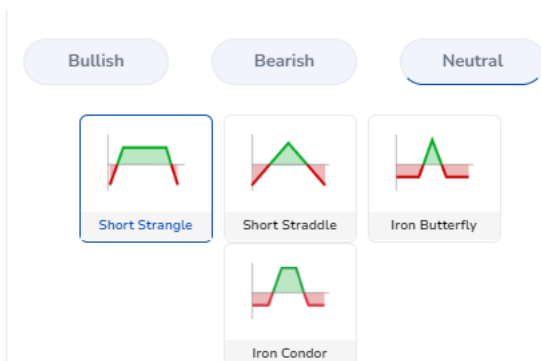 Bullish
Bearish
Neutral
Short Strangle
Short Straddle
Iron Butterfly
Iron Condor